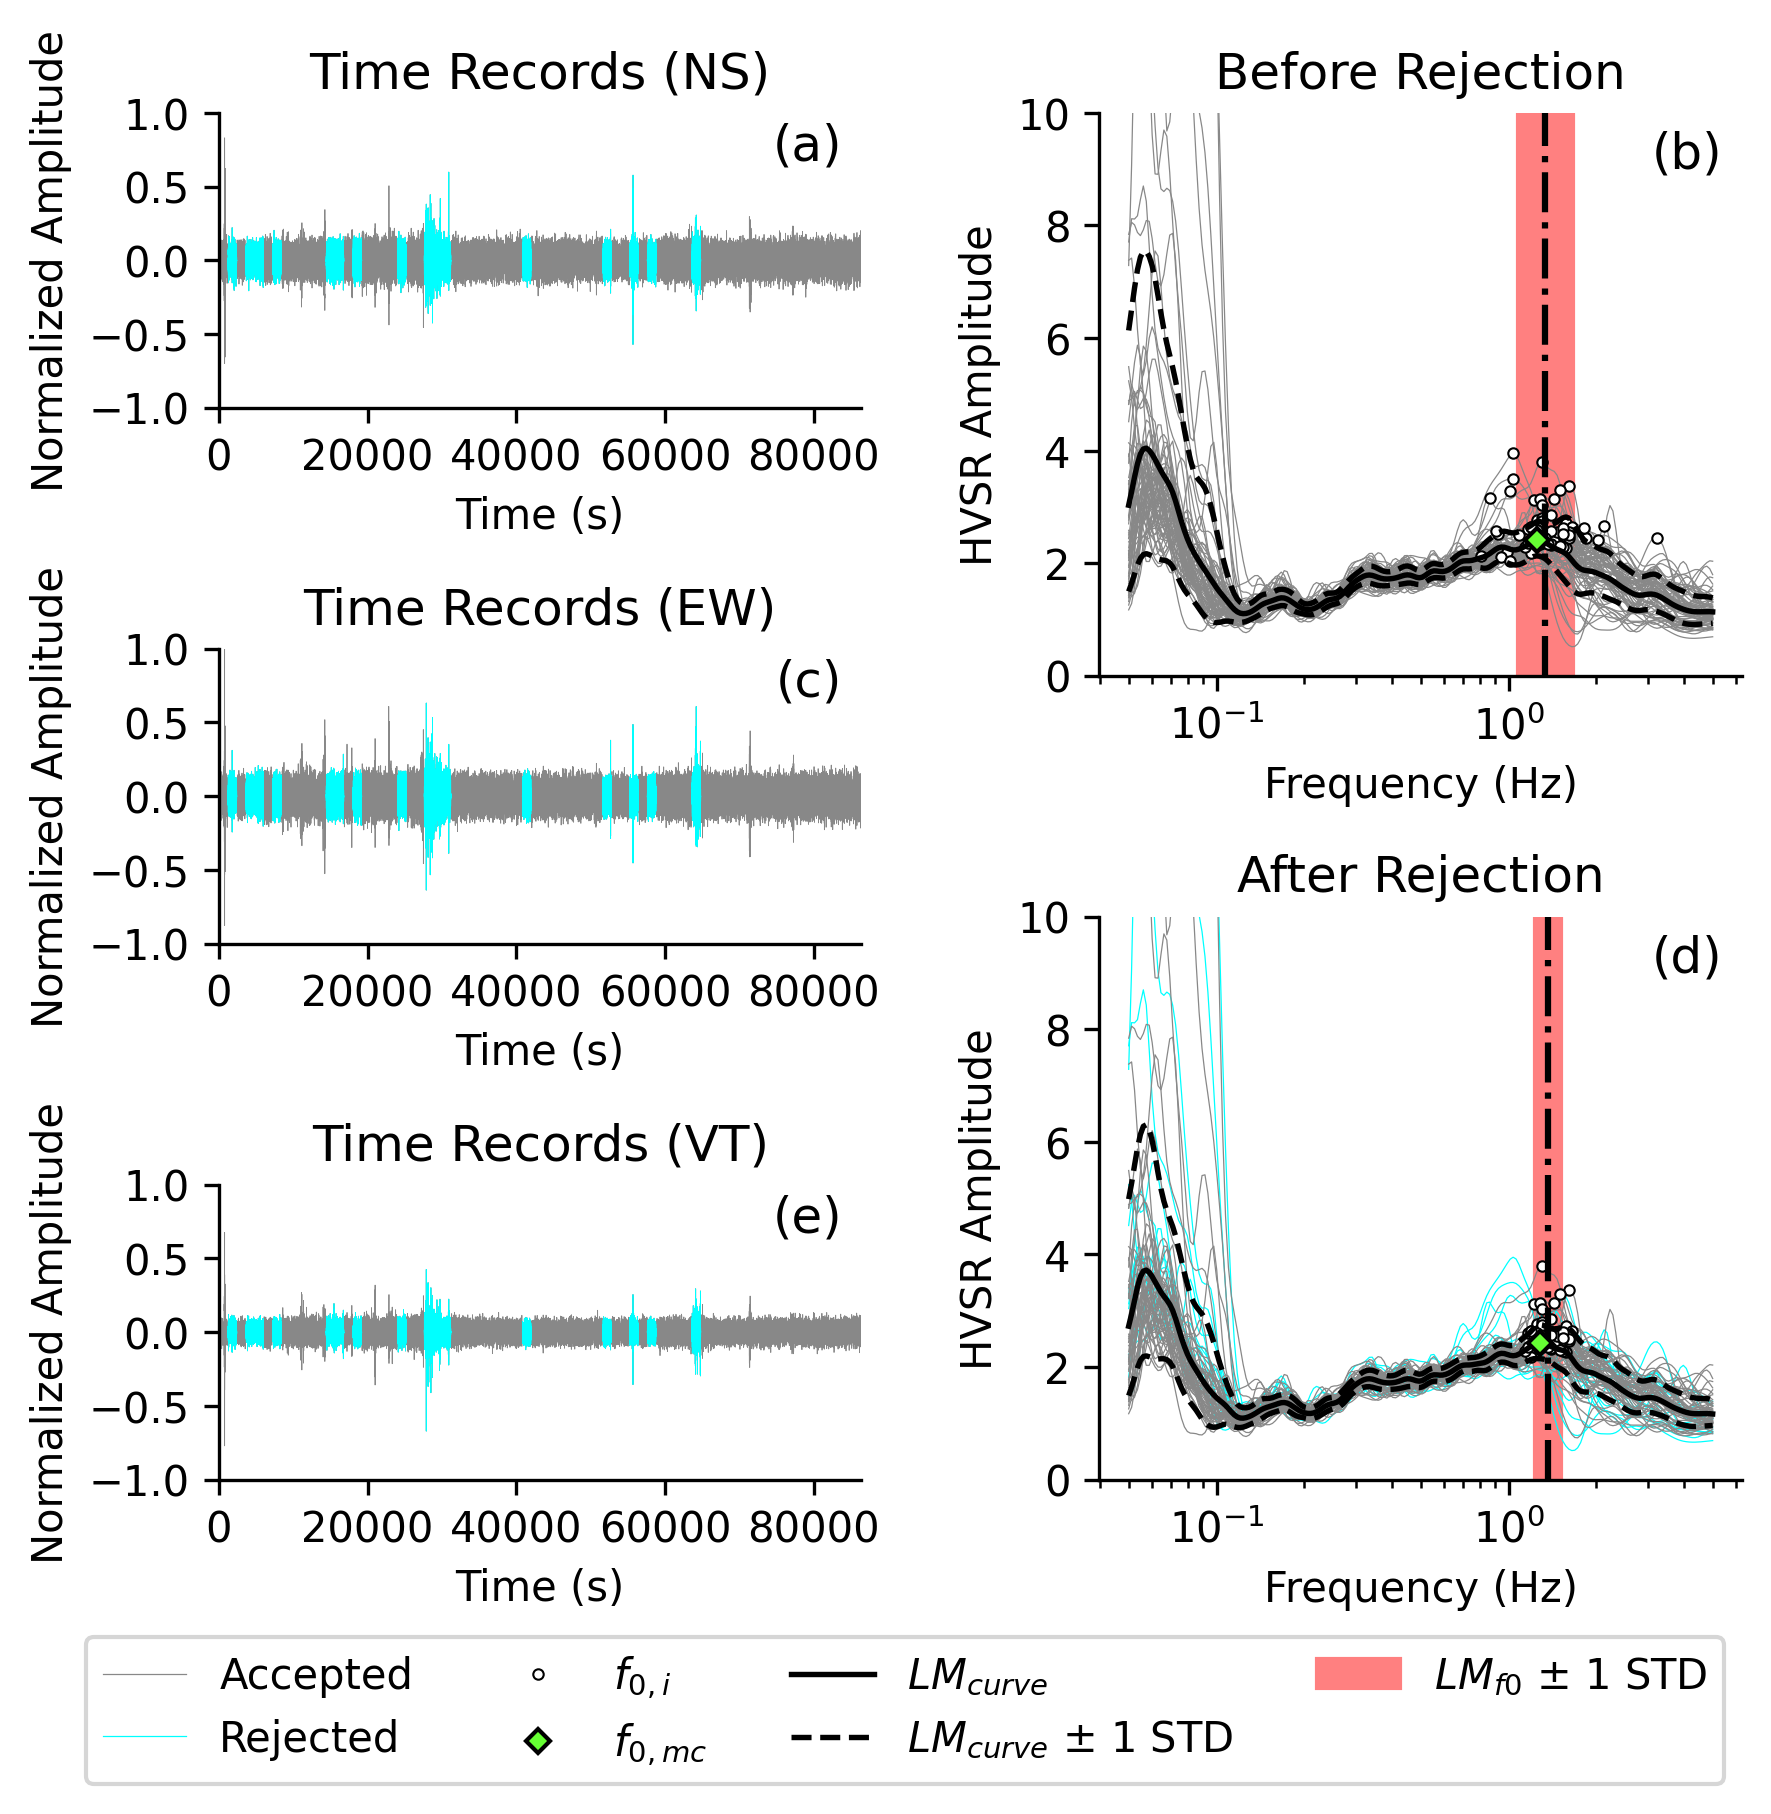 Time Records (NS)
Normalized Amplitude
1.0
0.5
0.0
−0.5
−1.0
(a)
0 20000 40000 60000 80000
Time (s)
Before Rejection
HVSR Amplitude
10
8
6
4
2
0
(b)
10⁻¹ 10⁰
Frequency (Hz)
Time Records (EW)
Normalized Amplitude
1.0
0.5
0.0
−0.5
−1.0
(c)
0 20000 40000 60000 80000
Time (s)
After Rejection
HVSR Amplitude
10
8
6
4
2
0
(d)
10⁻¹ 10⁰
Frequency (Hz)
Time Records (VT)
Normalized Amplitude
1.0
0.5
0.0
−0.5
−1.0
(e)
0 20000 40000 60000 80000
Time (s)
Accepted
Rejected
f0,i
f0,mc
LMcurve
LMcurve ± 1 STD
LMf0 ± 1 STD